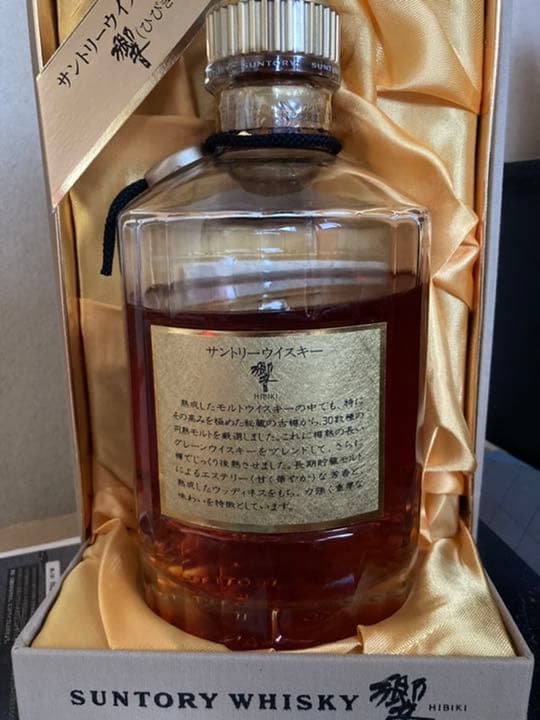 サントリーウイス
響(ひびき
SUNTORY SUNTORY SUN
サントリーウイスキー
響
HIBIKI
熟成したモルトウイスキーの中でも、特に
その高みを極めた秘蔵の古樽から、30数種の
円熟モルトを厳選しました。これに樽熟の長い
グレーンウイスキーをブレンドして、さらに
樽でじっくり後熟させました。長期貯蔵モルト
によるエステリーく甘く華やかな>芳香と、
熟成したウッディネスをもち、力強く重厚な
味わいを特徴としています。
SUNTORY WHISKY 響 HIBIKI